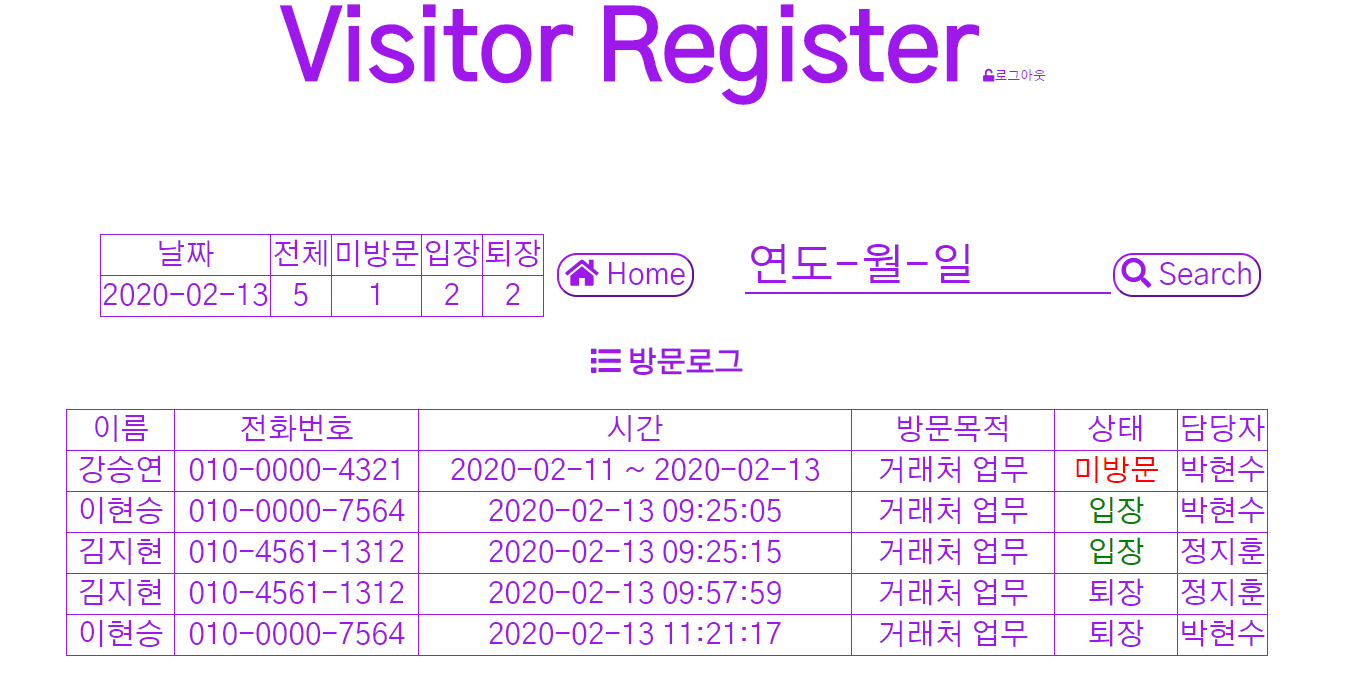 Visitor Register 로그아웃
날짜 전체 미방문 입장 퇴장
2020-02-13 5 1 2 2
Home 연도-월-일 Search
방문로그
이름 전화번호 시간 방문목적 상태 담당자
강승연 010-0000-4321 2020-02-11 ~ 2020-02-13 거래처 업무 미방문 박현수
이현승 010-0000-7564 2020-02-13 09:25:05 거래처 업무 입장 박현수
김지현 010-4561-1312 2020-02-13 09:25:15 거래처 업무 입장 정지훈
김지현 010-4561-1312 2020-02-13 09:57:59 거래처 업무 퇴장 정지훈
이현승 010-0000-7564 2020-02-13 11:21:17 거래처 업무 퇴장 박현수